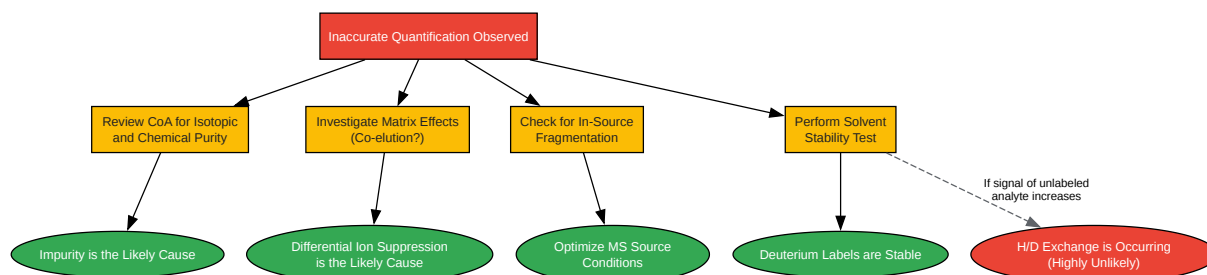 Inaccurate Quantification Observed
Review CoA for Isotopic
and Chemical Purity
Investigate Matrix Effects
(Co-elution?)
Check for In-Source
Fragmentation
Perform Solvent
Stability Test
If signal of unlabeled
analyte increases
Impurity is the Likely Cause
Differential Ion Suppression
is the Likely Cause
Optimize MS Source
Conditions
Deuterium Labels are Stable
H/D Exchange is Occurring
(Highly Unlikely)